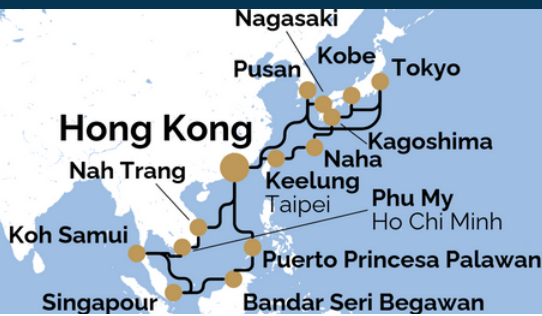 Nagasaki
Kobe
Pusan
Tokyo
Hong Kong
Kagoshima
Naha
Nah Trang
Keelung
Taipei
Phu My
Ho Chi Minh
Koh Samui
Puerto Princesa Palawan
Singapour
Bandar Seri Begawan